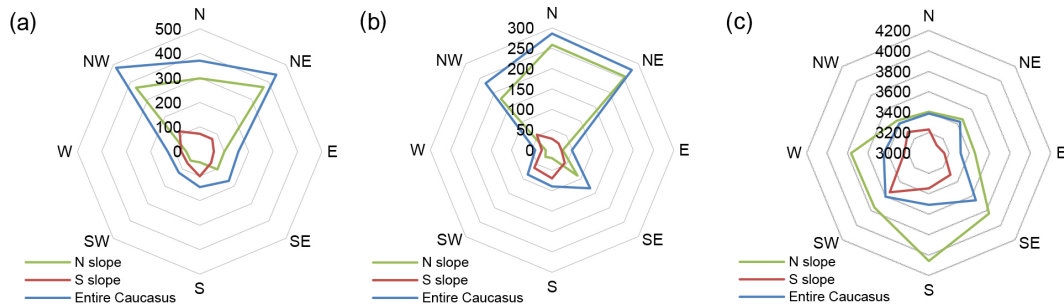 (a)
N
500
400
300
200
100
0
NE
E
SE
S
SW
W
NW
N slope
S slope
Entire Caucasus
(b)
N
300
250
200
150
100
50
0
NE
E
SE
S
SW
W
NW
N slope
S slope
Entire Caucasus
(c)
N
4200
4000
3800
3600
3400
3200
3000
NE
E
SE
S
SW
W
NW
N slope
S slope
Entire Caucasus